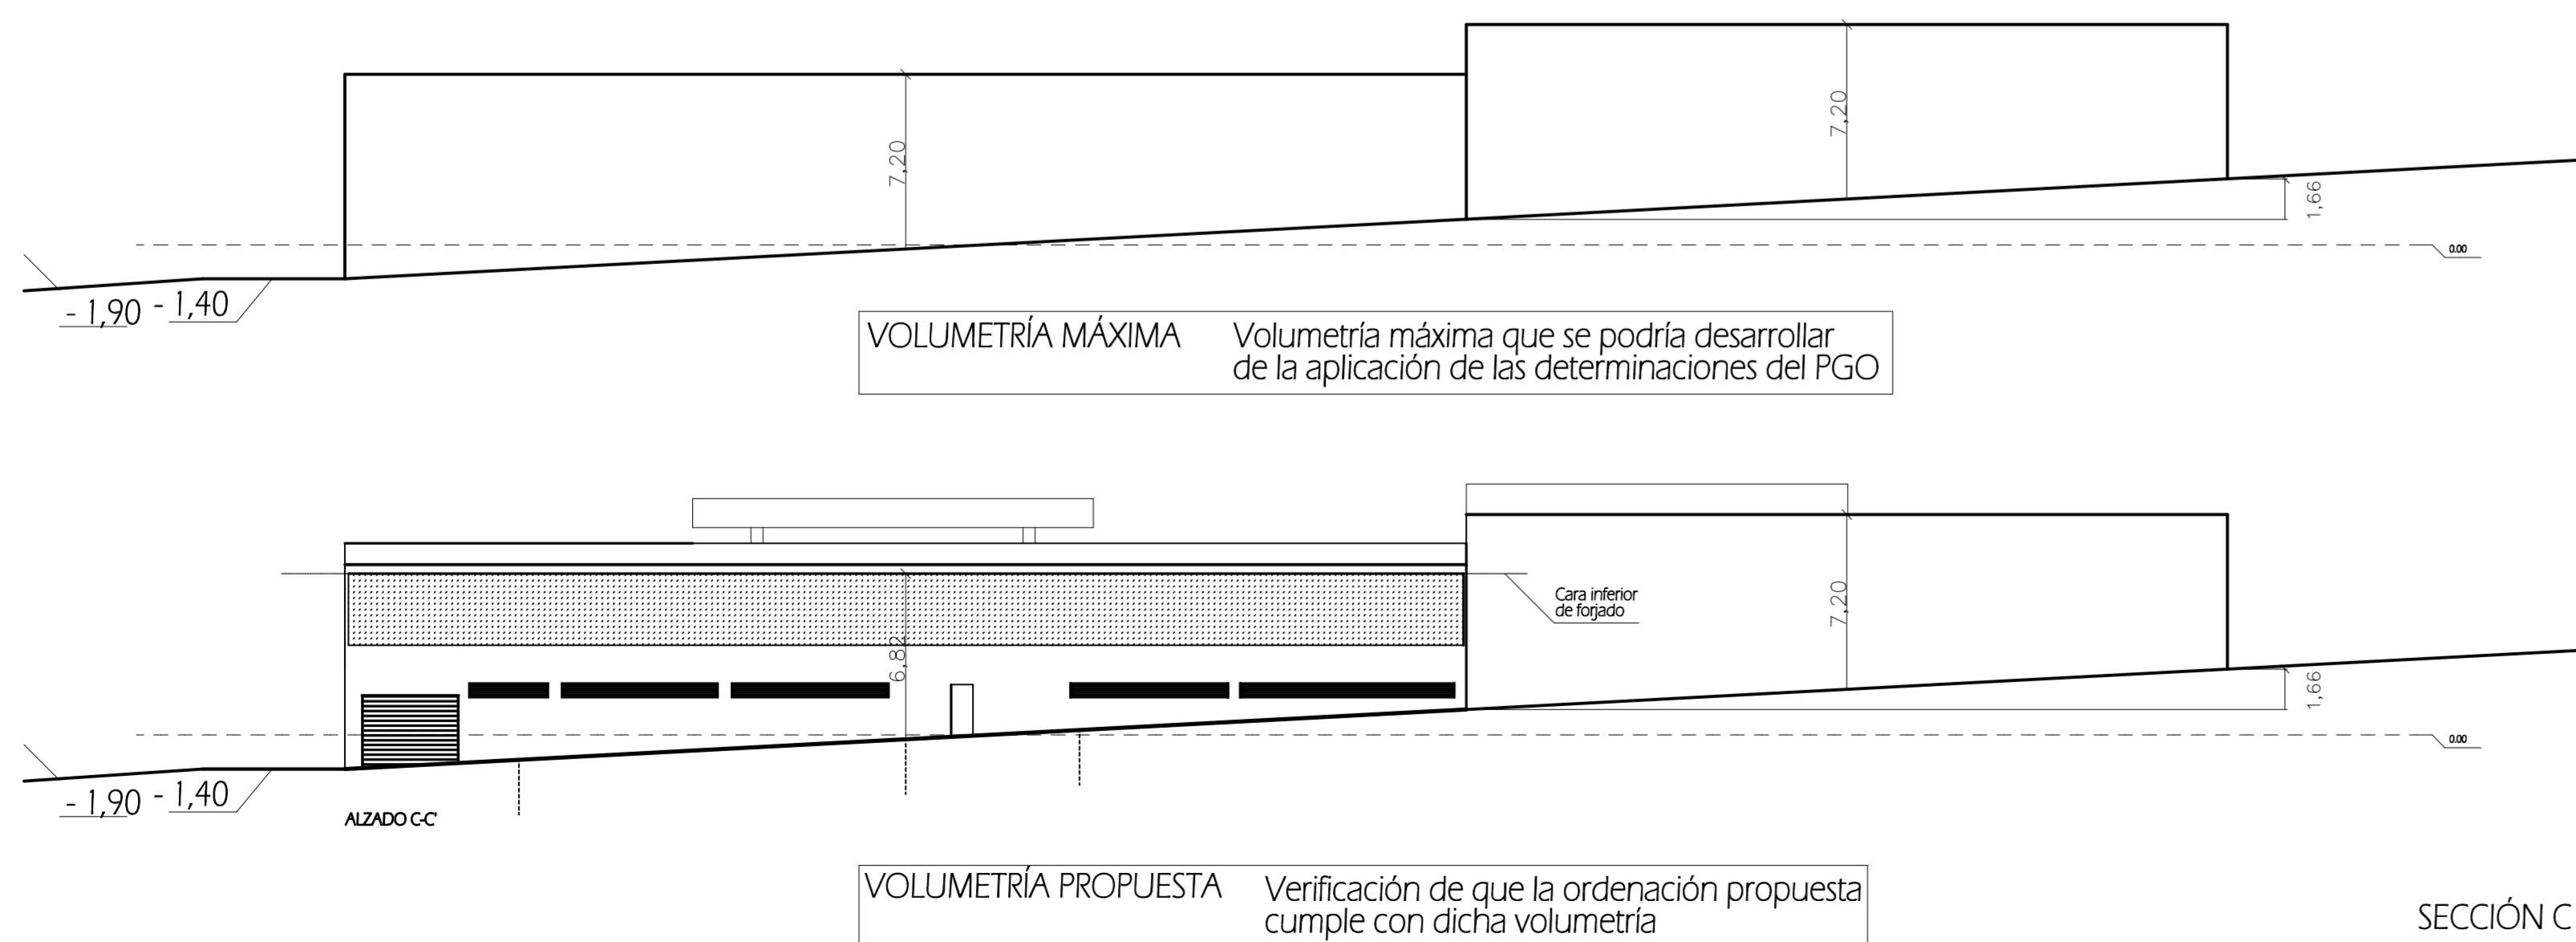 7,20
7,20
1,66
0.00
- 1,90 - 1,40
VOLUMETRÍA MÁXIMA Volumetría máxima que se podría desarrollar
de la aplicación de las determinaciones del PGO
Cara inferior
de forjado
7,20
6,82
1,66
0.00
- 1,90 - 1,40
ALZADO C-C'
VOLUMETRÍA PROPUESTA Verificación de que la ordenación propuesta
cumple con dicha volumetría
SECCIÓN C